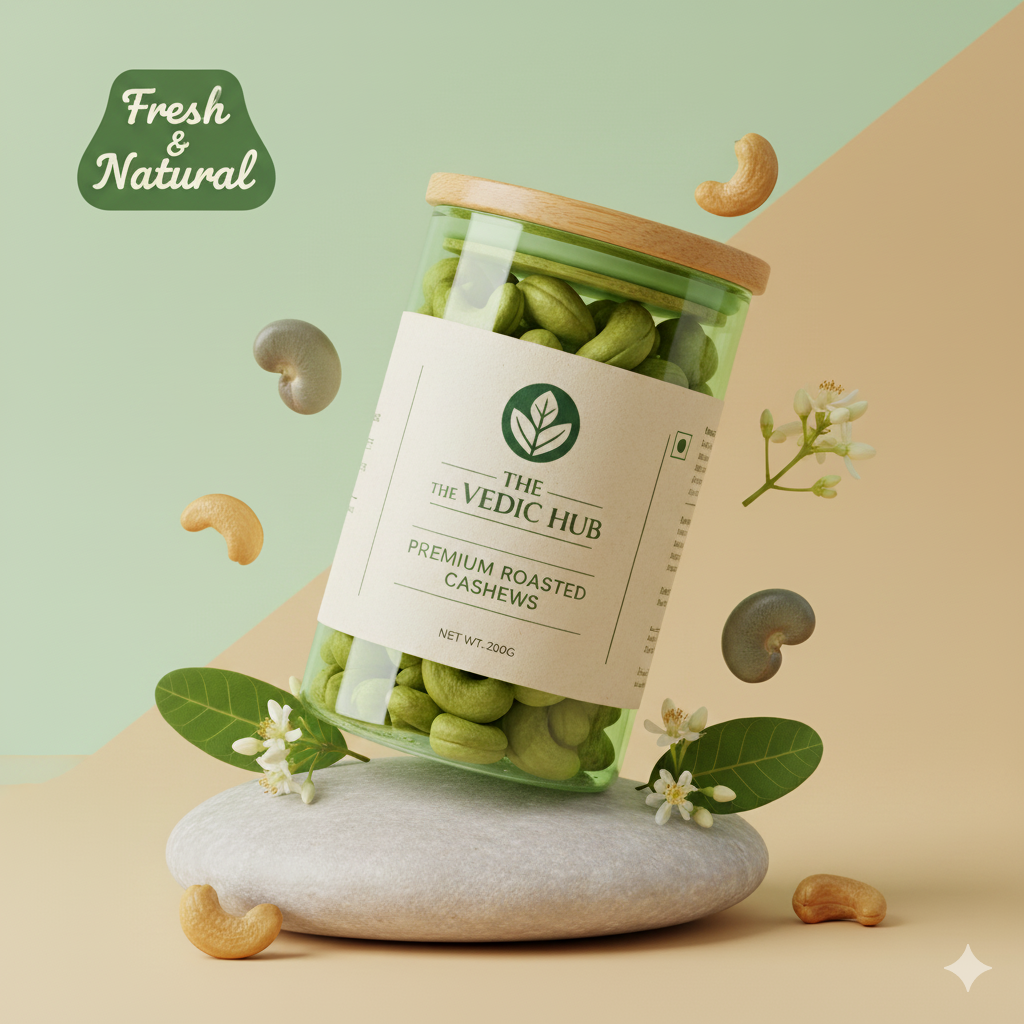 Fresh
&
Natural
THE
THE VEDIC HUB
PREMIUM ROASTED
CASHEWS
NET WT. 200G